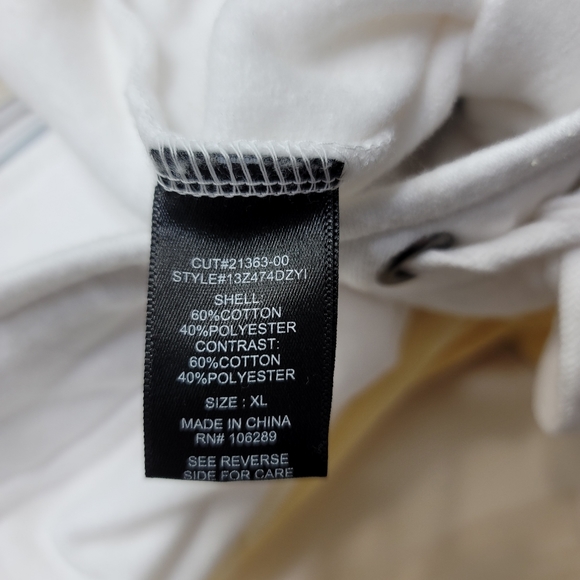 CUT#21363-00
STYLE#13Z474DZYI
SHELL
60%COTTON
40%POLYESTER
CONTRAST:
60%COTTON
40%POLYESTER
SIZE : XL
MADE IN CHINA
RN# 106289
SEE REVERSE
SIDE FOR CARE